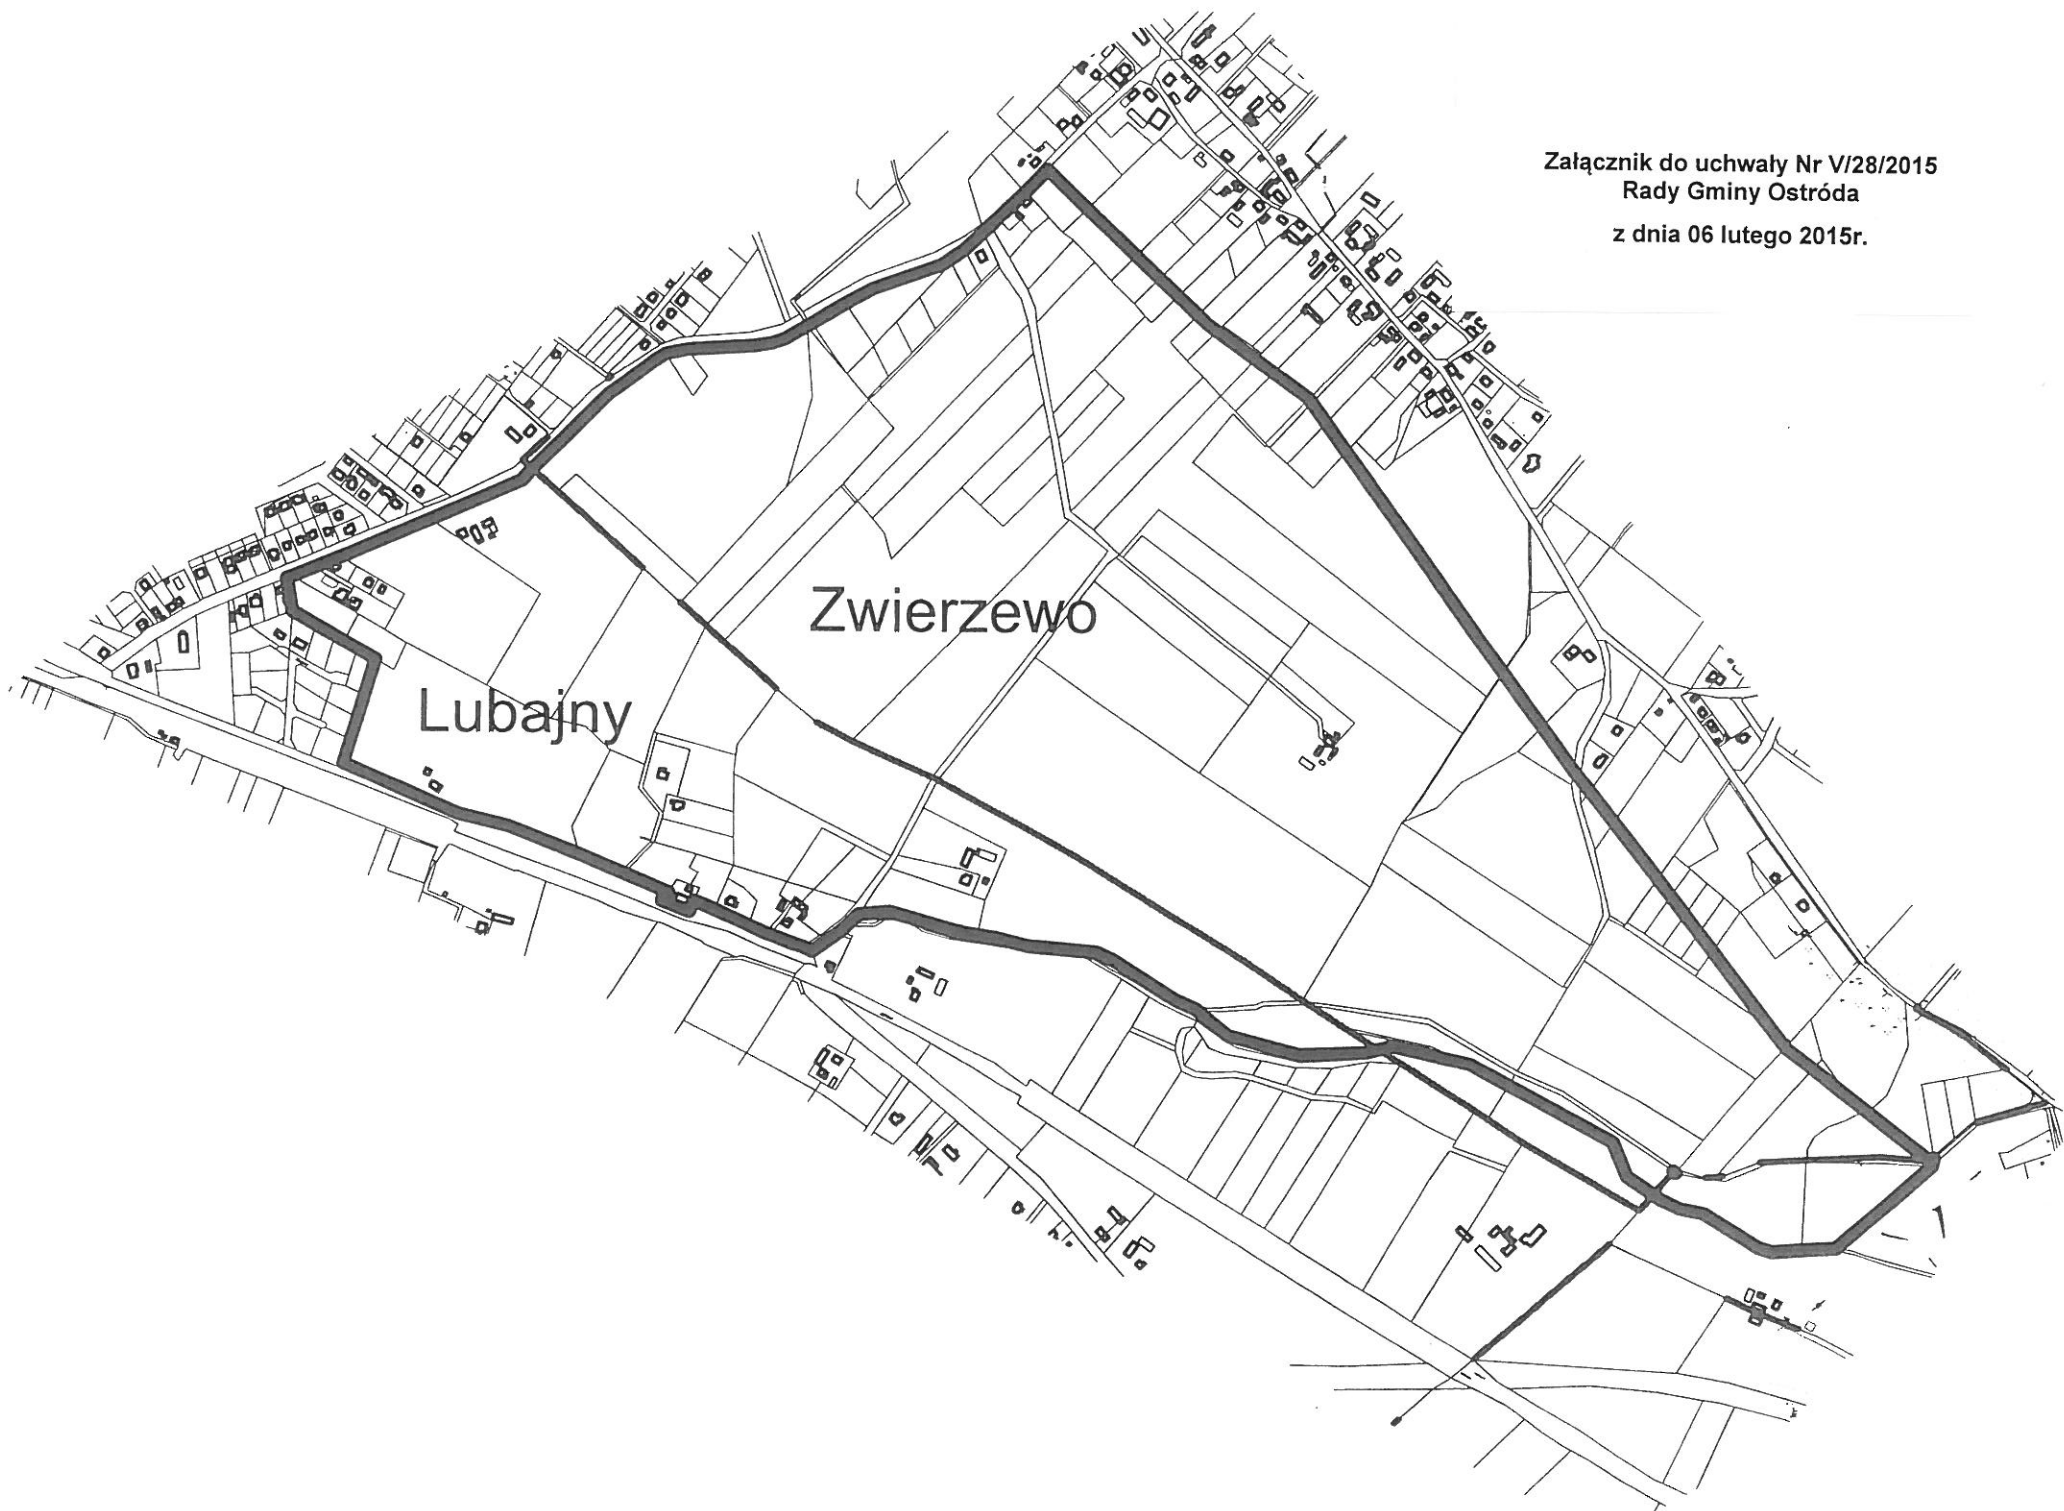 Załącznik do uchwały Nr V/28/2015
Rady Gminy Ostróda
z dnia 06 lutego 2015r.
Zwierzewo
Lubajny